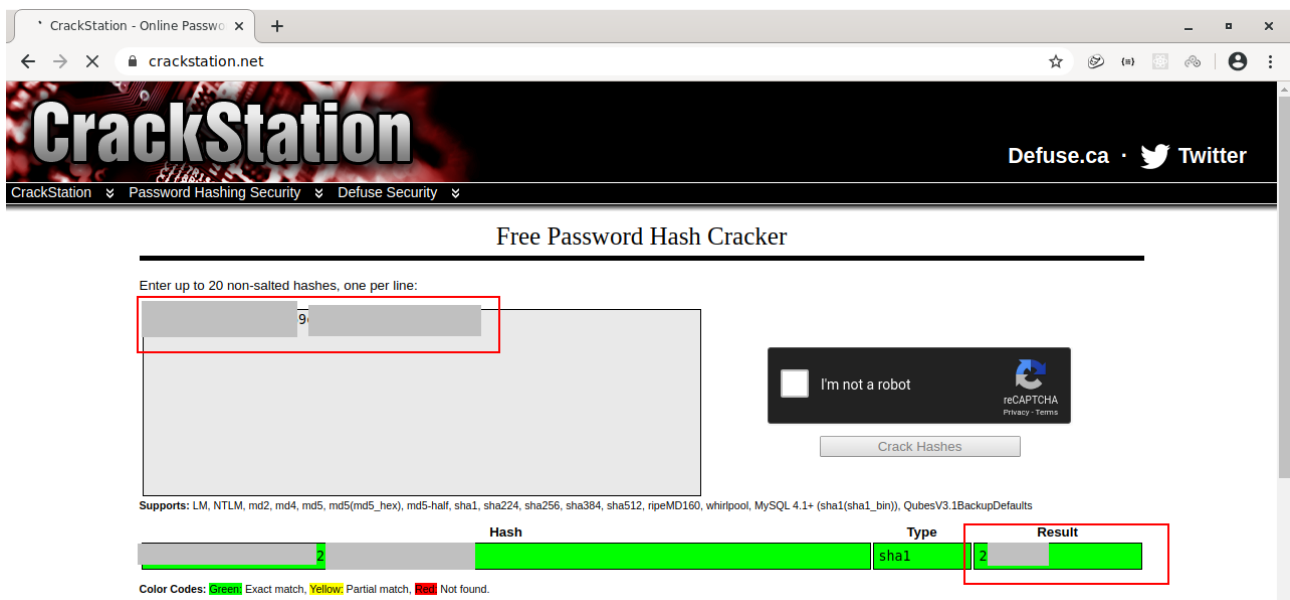 CrackStation - Online Passwo
crackstation.net
CrackStation
Defuse.ca · Twitter
CrackStation Password Hashing Security Defuse Security
Free Password Hash Cracker
Enter up to 20 non-salted hashes, one per line:
9
I'm not a robot
reCAPTCHA
Privacy - Terms
Crack Hashes
Supports: LM, NTLM, md2, md4, md5, md5(md5_hex), md5-half, sha1, sha224, sha256, sha384, sha512, ripeMD160, whirlpool, MySQL 4.1+ (sha1(sha1_bin)), QubesV3.1BackupDefaults
Hash Type Result
2 sha1 2
Color Codes: Green: Exact match, Yellow: Partial match, Red: Not found.